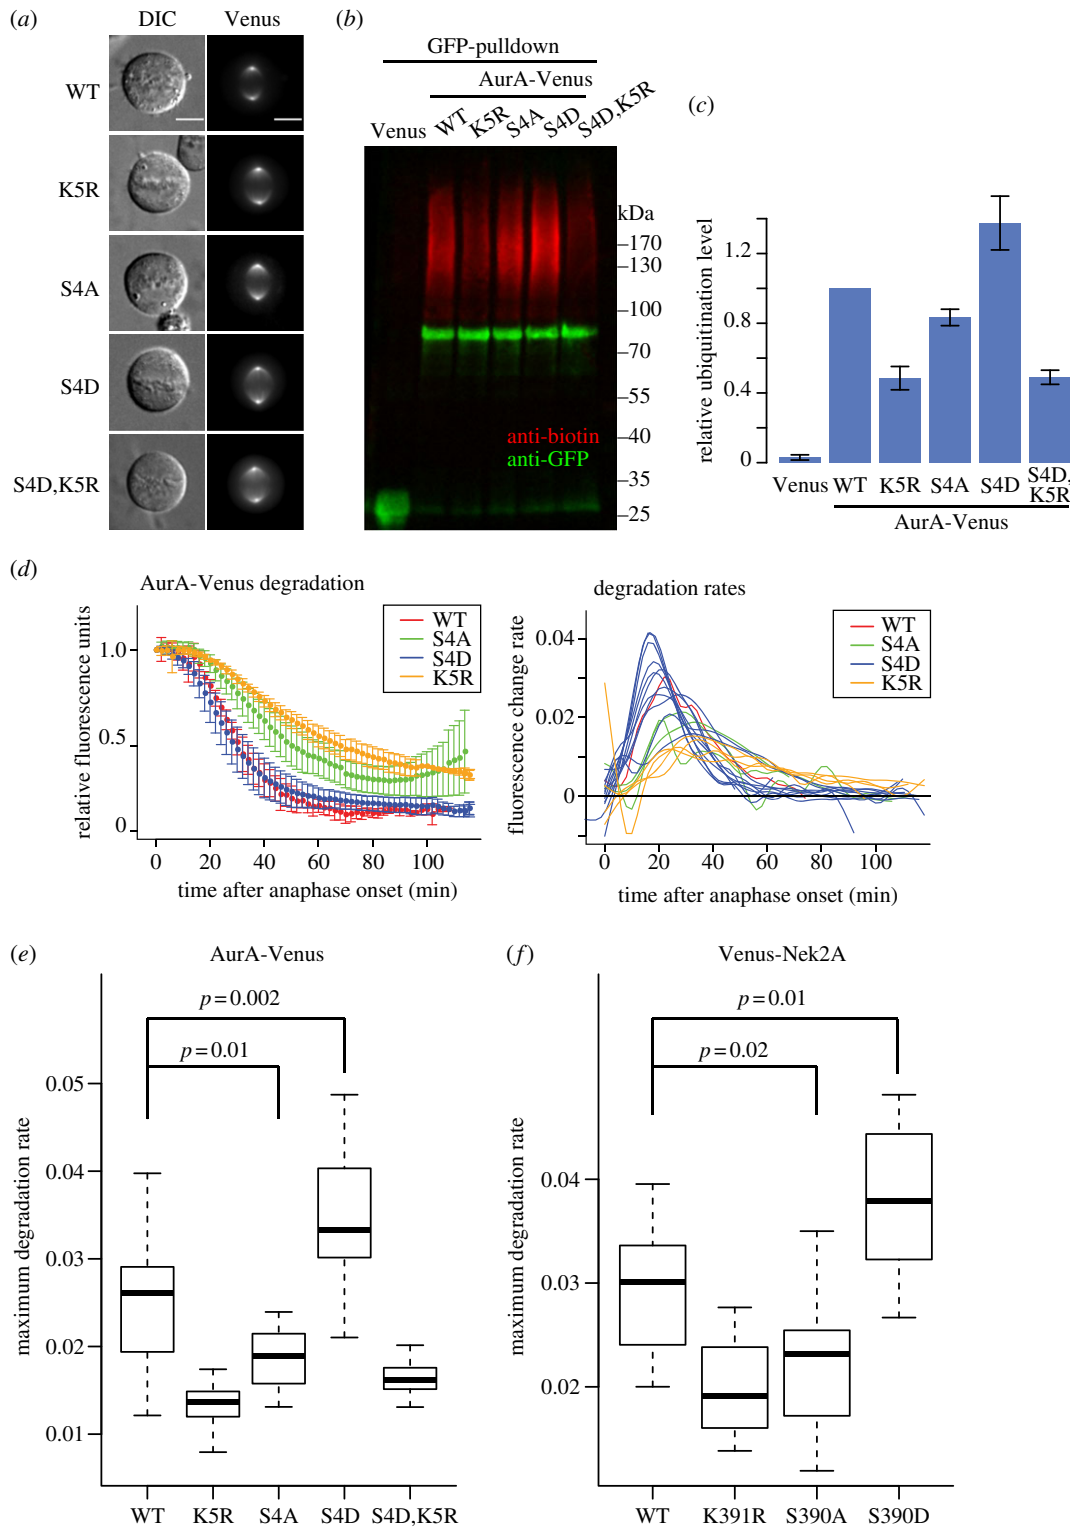 (a)
DIC
Venus
WT
K5R
S4A
S4D
S4D,K5R
(b)
GFP-pulldown
AurA-Venus
Venus
WT
K5R
S4A
S4D
S4D,K5R
kDa
170
130
100
70
55
40
35
25
anti-biotin
anti-GFP
(c)
relative ubiquitination level
1.2
0.8
0.4
0
Venus
WT
K5R
S4A
S4D
S4D,
K5R
AurA-Venus
(d)
AurA-Venus degradation
relative fluorescence units
1.0
0.5
0
WT
S4A
S4D
K5R
0 20 40 60 80 100
time after anaphase onset (min)
degradation rates
fluorescence change rate
0.04
0.02
0
WT
S4A
S4D
K5R
0 20 40 60 80 100
time after anaphase onset (min)
(e)
AurA-Venus
p=0.002
p=0.01
maximum degradation rate
0.05
0.04
0.03
0.02
0.01
WT K5R S4A S4D S4D,K5R
(f)
Venus-Nek2A
p=0.01
p=0.02
maximum degradation rate
0.04
0.03
0.02
WT K391R S390A S390D